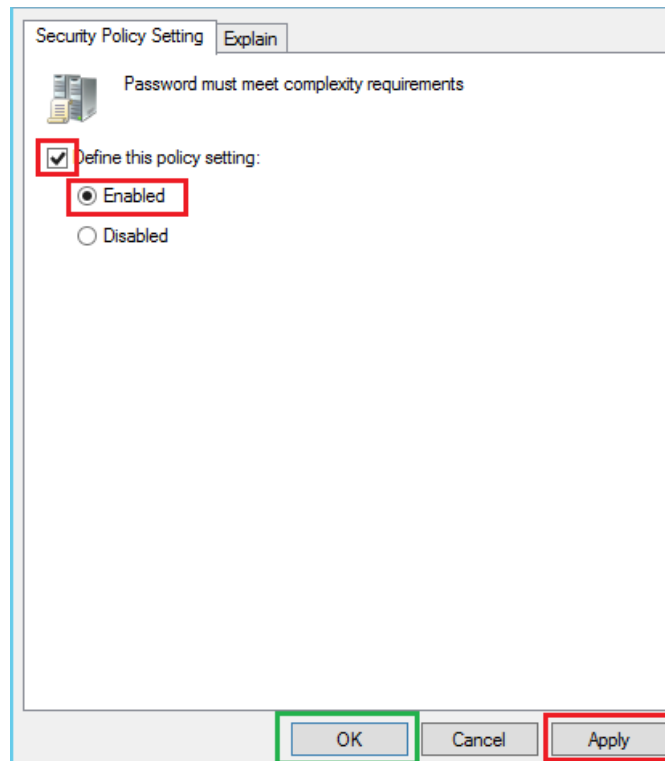 Security Policy Setting Explain
Password must meet complexity requirements
Define this policy setting:
Enabled
Disabled
OK Cancel Apply